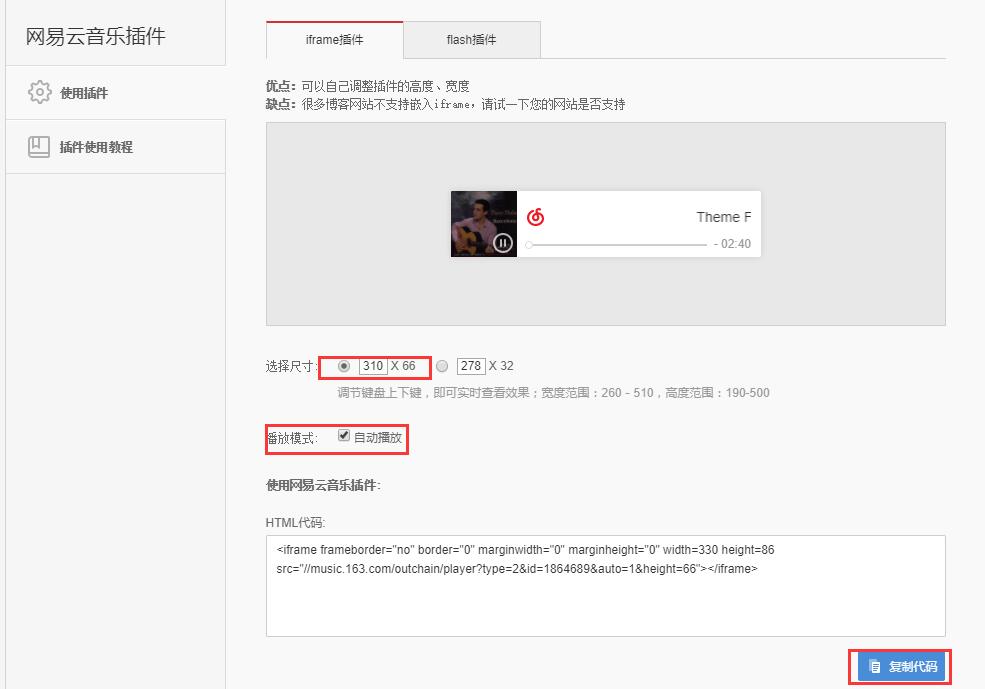 网易云音乐插件
使用插件
插件使用教程
iframe插件
flash插件
优点：可以自己调整插件的高度、宽度
缺点：很多博客网站不支持嵌入iframe，请试一下您的网站是否支持
Theme F
- 02:40
选择尺寸: 310 X 66 278 X 32
调节键盘上下键，即可实时查看效果；宽度范围：260 - 510，高度范围：190-500
播放模式: 自动播放
使用网易云音乐插件:
HTML代码:
<iframe frameborder="no" border="0" marginwidth="0" marginheight="0" width=330 height=86
src="//music.163.com/outchain/player?type=2&id=1864689&auto=1&height=66"></iframe>
复制代码